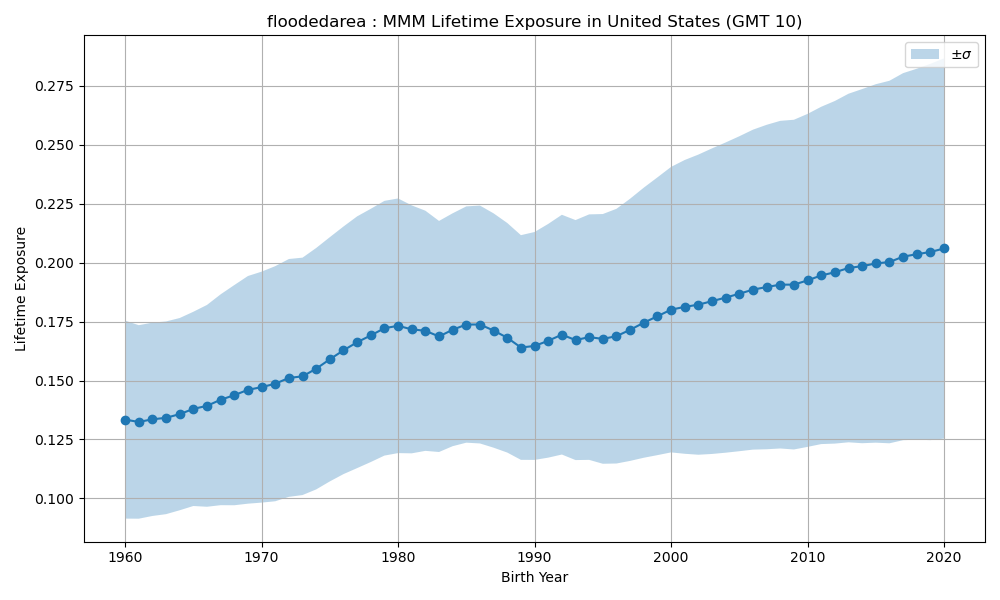 floodedarea : MMM Lifetime Exposure in United States (GMT 10)
±σ
Lifetime Exposure
0.275
0.250
0.225
0.200
0.175
0.150
0.125
0.100
1960 1970 1980 1990 2000 2010 2020
Birth Year